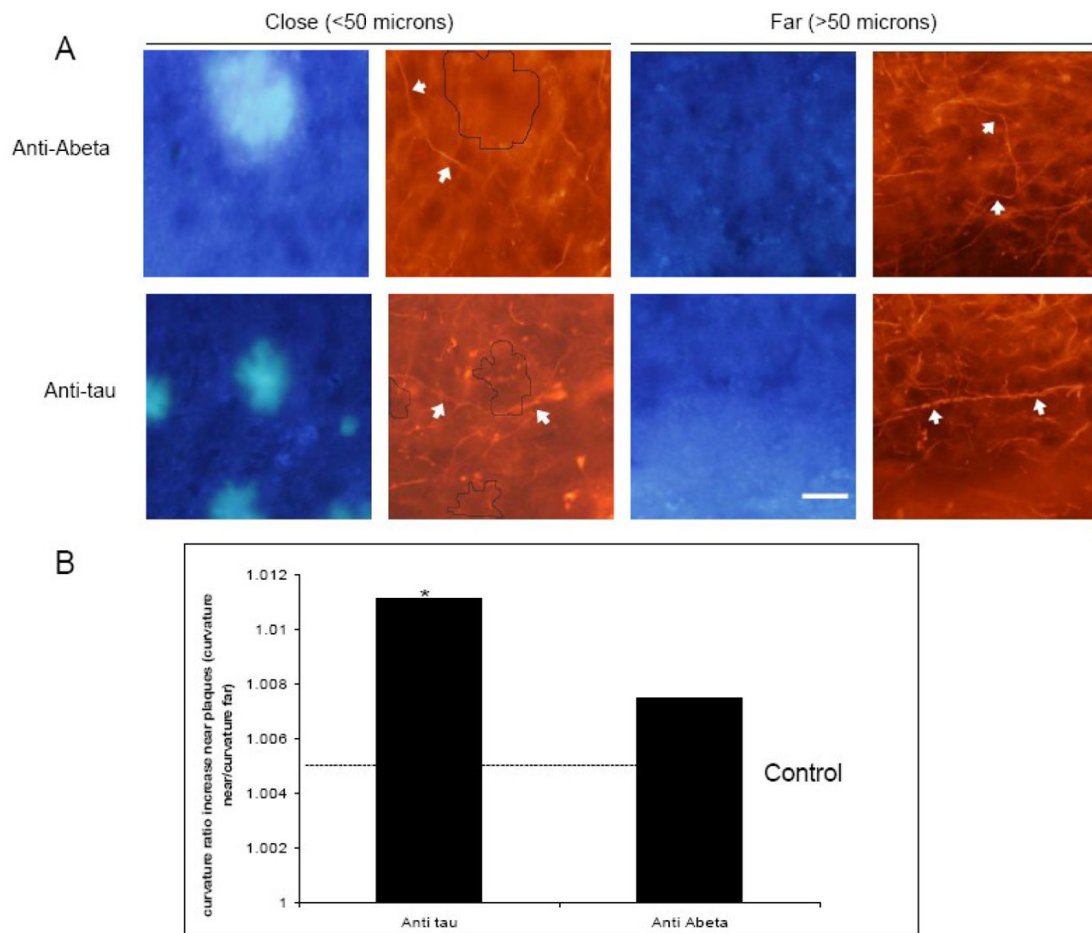 Close (<50 microns)
Far (>50 microns)
A
Anti-Abeta
Anti-tau
B
curvature ratio increase near plaques (curvature
near/curvature far)
1.012
1.01
1.008
1.006
1.004
1.002
1
*
Control
Anti tau
Anti Abeta